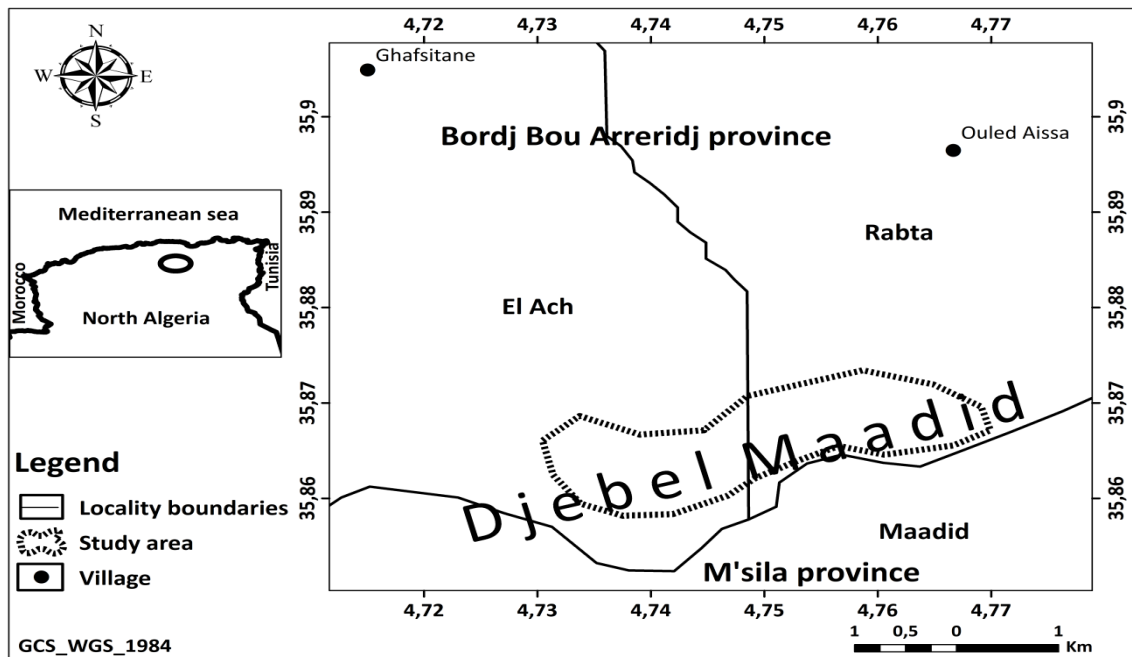 N
W E
S
Mediterranean sea
Morocco
Tunisia
North Algeria
Legend
Locality boundaries
Study area
Village
GCS_WGS_1984
4,72 4,73 4,74 4,75 4,76 4,77
35,9 35,89 35,88 35,87 35,86
Ghafsitane
Bordj Bou Arreridj province
Ouled Aissa
Rabta
El Ach
Djebel Maadid
Maadid
M'sila province
35,9 35,89 35,88 35,87 35,86
4,72 4,73 4,74 4,75 4,76 4,77
1 0,5 0 1
Km